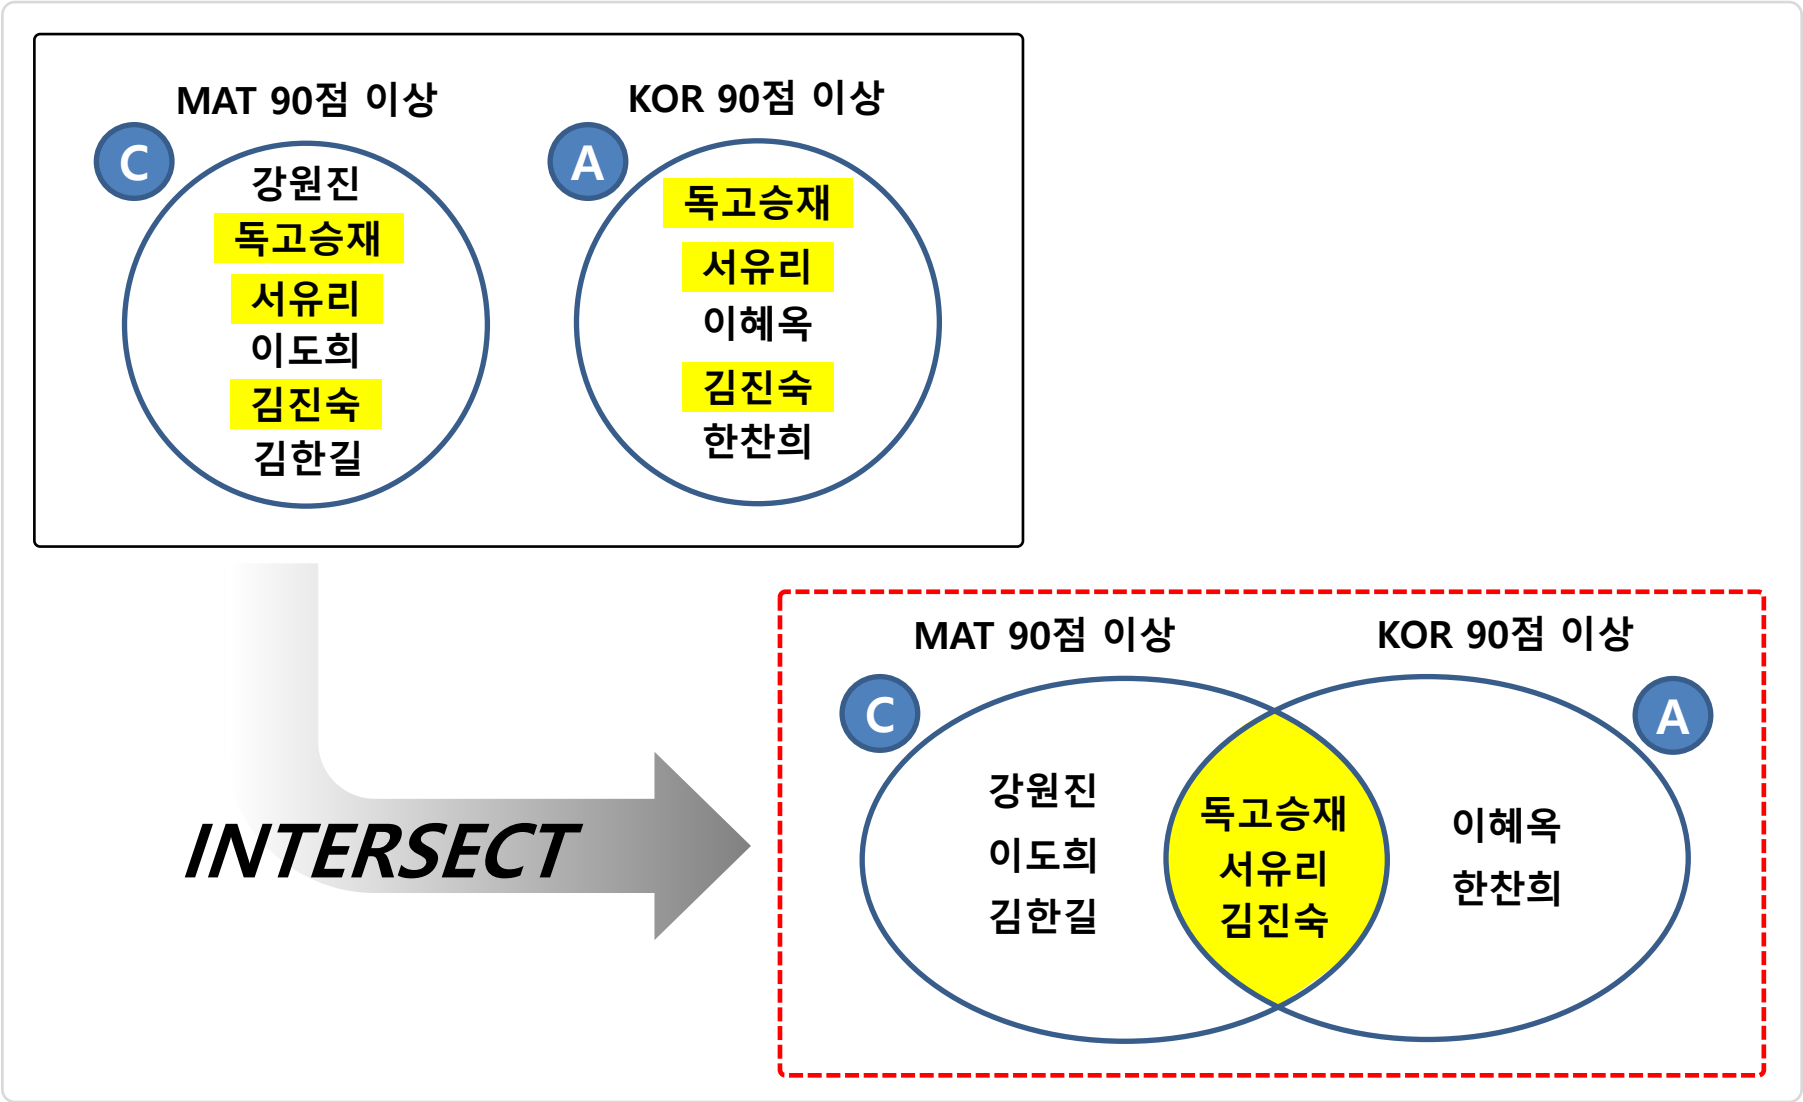 MAT 90점 이상
C
강원진
독고승재
서유리
이도희
김진숙
김한길
KOR 90점 이상
A
독고승재
서유리
이혜옥
김진숙
한찬희
INTERSECT
MAT 90점 이상
KOR 90점 이상
C
A
강원진
이도희
김한길
독고승재
서유리
김진숙
이혜옥
한찬희